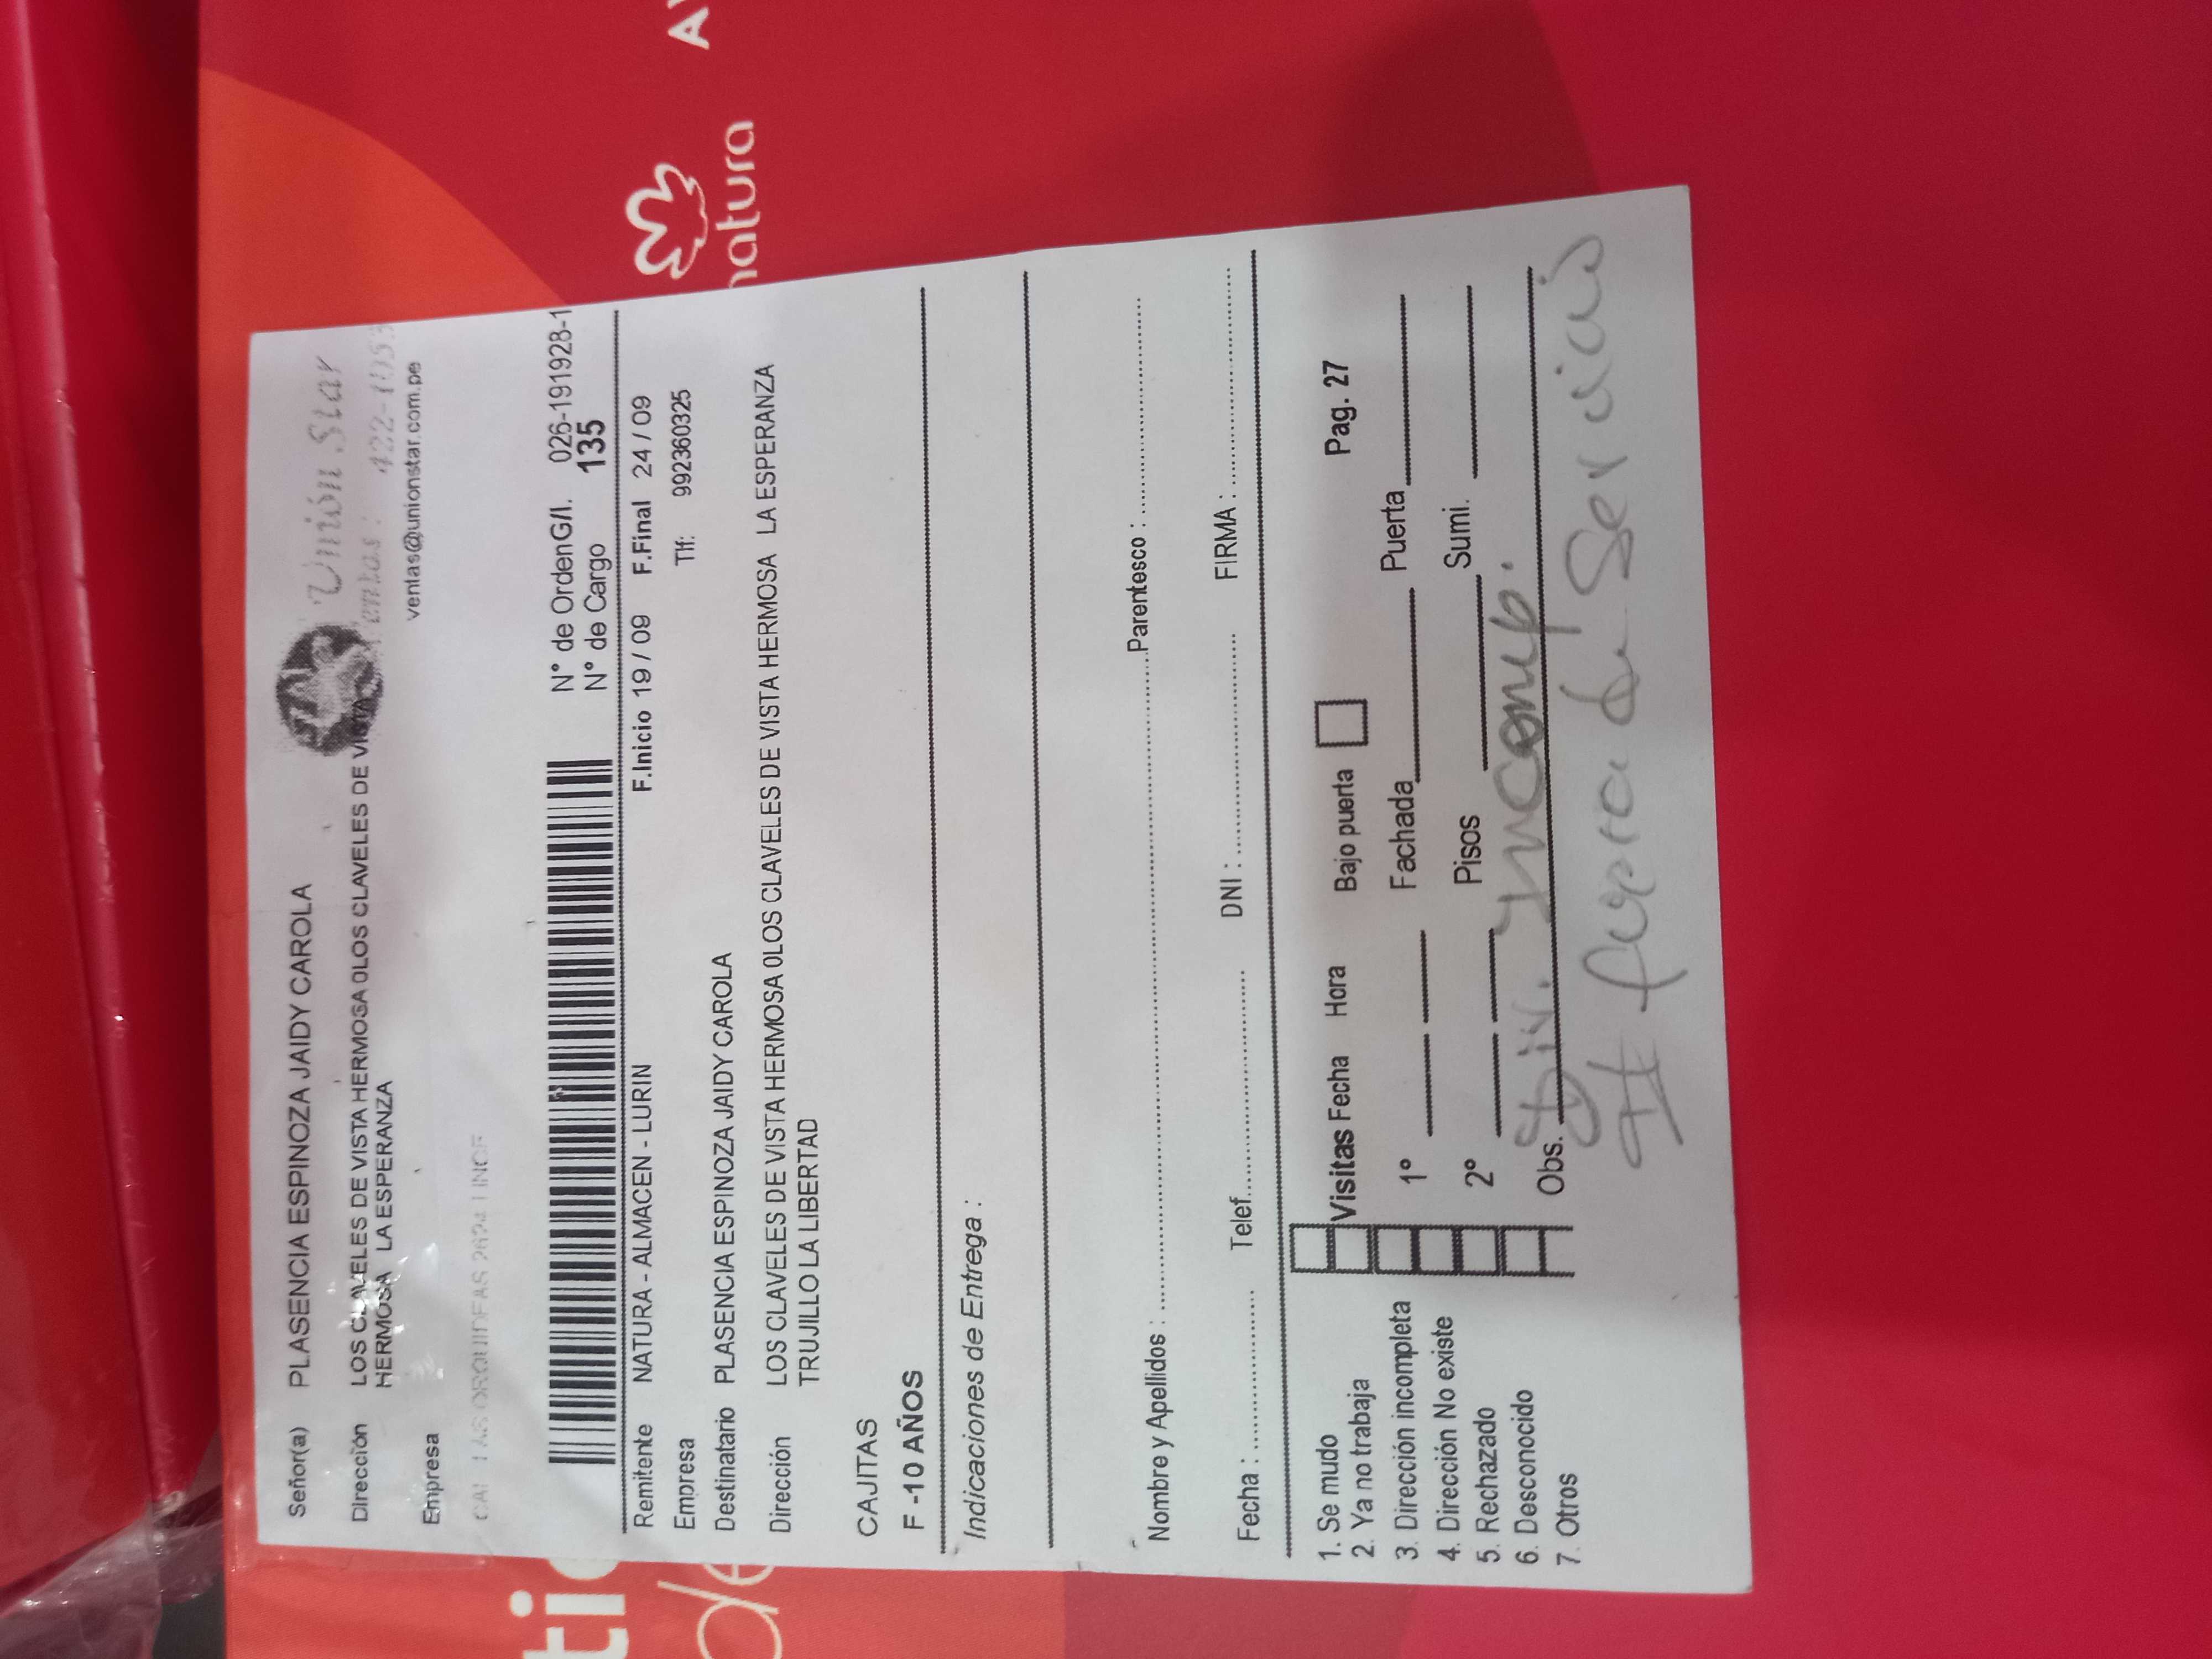 Señor(a) PLASENCIA ESPINOZA JAIDY CAROLA
Unión Star
Dirección LOS CLAVELES DE VISTA HERMOSA 0LOS CLAVELES DE VISTA
HERMOSA LA ESPERANZA
ventas@unionstar.com.pe
Empresa
N° de OrdenG/I. 026-191928-1
N° de Cargo 135
Remitente NATURA - ALMACEN - LURIN F.Inicio 19 / 09 F.Final 24 / 09
Empresa Tlf: 992360325
Destinatario PLASENCIA ESPINOZA JAIDY CAROLA
Dirección LOS CLAVELES DE VISTA HERMOSA 0LOS CLAVELES DE VISTA HERMOSA LA ESPERANZA
TRUJILLO LA LIBERTAD
CAJITAS
F -10 AÑOS
Indicaciones de Entrega :
Nombre y Apellidos : Parentesco :
Fecha : Telef. DNI : FIRMA :
1. Se mudo
2. Ya no trabaja
3. Dirección incompleta
4. Dirección No existe
5. Rechazado
6. Desconocido
7. Otros
Visitas Fecha Hora Bajo puerta Pag. 27
1º Fachada Puerta
2º Pisos Sumi.
Obs. Dir. Incomp.
# fuera de Servicio
natura